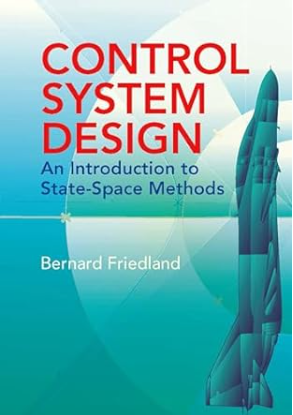 CONTROL
SYSTEM
DESIGN
An Introduction to
State-Space Methods
Bernard Friedland